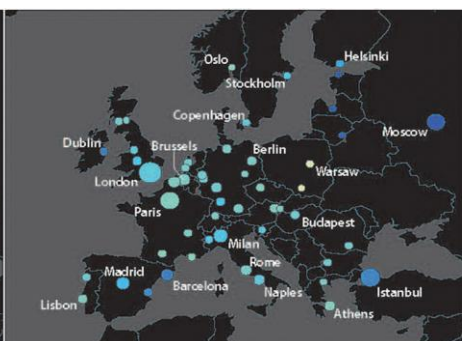 Oslo
Helsinki
Stockholm
Copenhagen
Moscow
Dublin
Brussels
Berlin
London
Warsaw
Paris
Budapest
Milan
Madrid
Rome
Barcelona
Naples
Istanbul
Lisbon
Athens